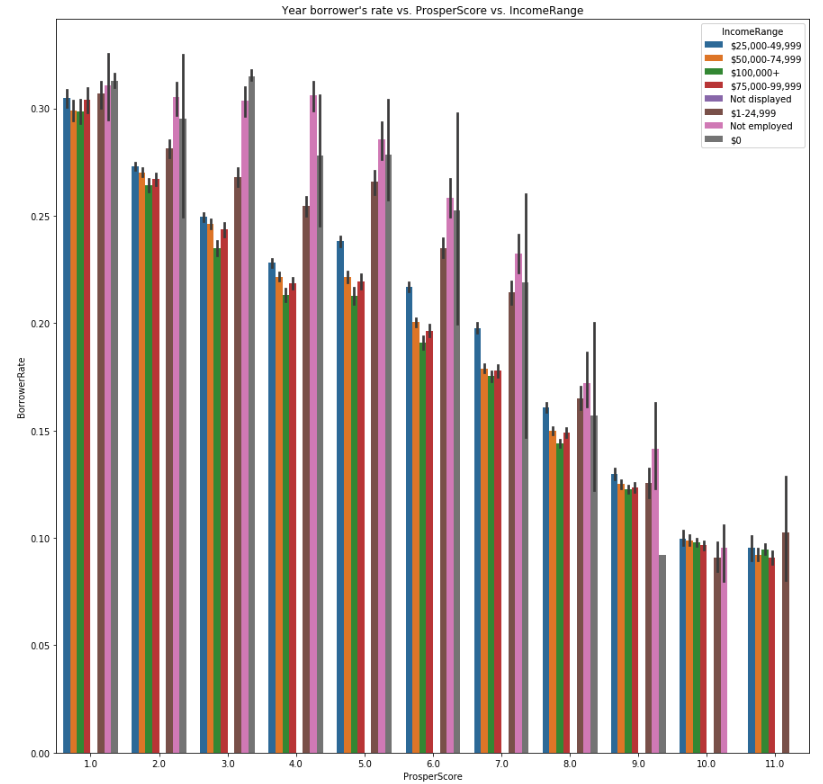 Year borrower's rate vs. ProsperScore vs. IncomeRange
IncomeRange
$25,000-49,999
$50,000-74,999
$100,000+
$75,000-99,999
Not displayed
$1-24,999
Not employed
$0
BorrowerRate
0.30
0.25
0.20
0.15
0.10
0.05
0.00
1.0 2.0 3.0 4.0 5.0 6.0 7.0 8.0 9.0 10.0 11.0
ProsperScore